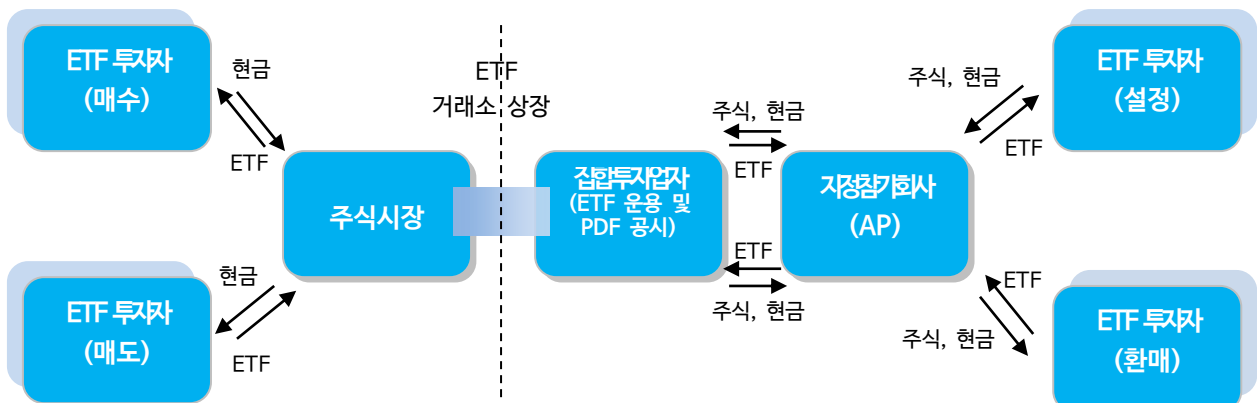 ETF 투자자
(매수)
현금
ETF
ETF
거래소 상장
주식, 현금
ETF
ETF 투자자
(설정)
주식, 현금
ETF
주식시장
집합투자업자
(ETF 운용 및
PDF 공시)
지정참가회사
(AP)
ETF
주식, 현금
ETF 투자자
(매도)
현금
ETF
ETF
주식, 현금
ETF 투자자
(환매)